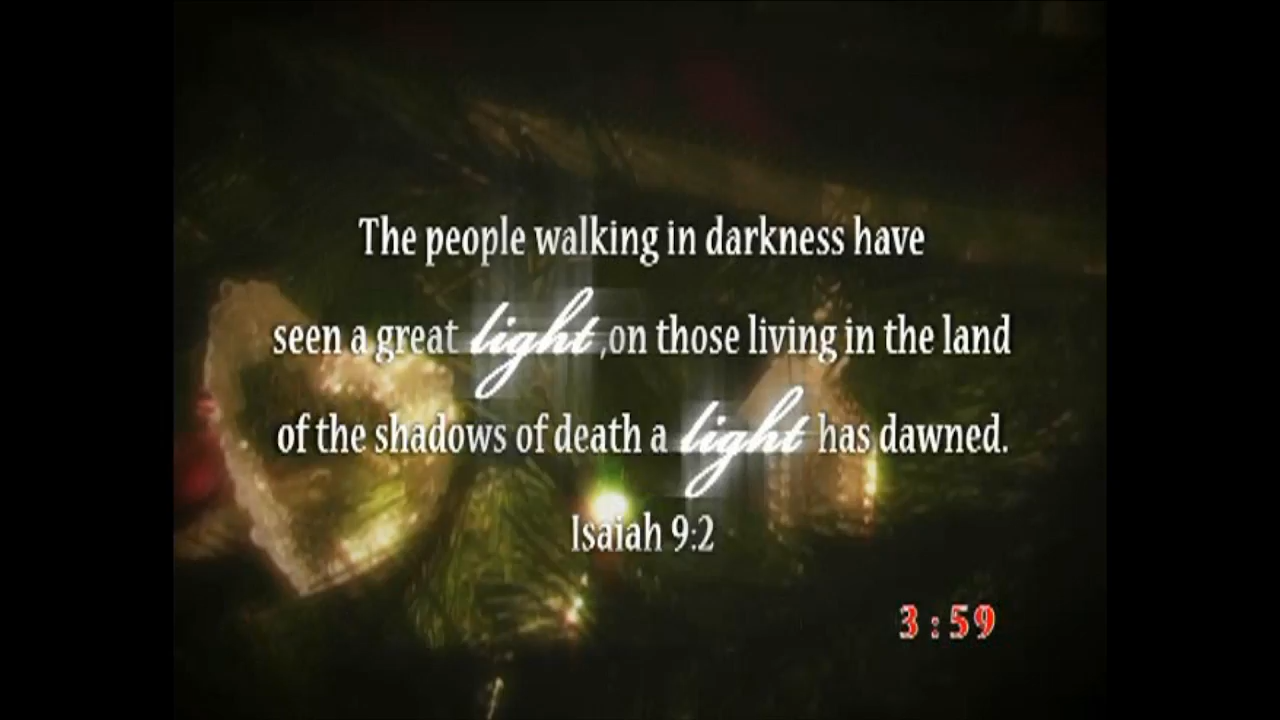 The people walking in darkness have
seen a great light ,on those living in the land
of the shadows of death a light has dawned.
Isaiah 9:2
3:59